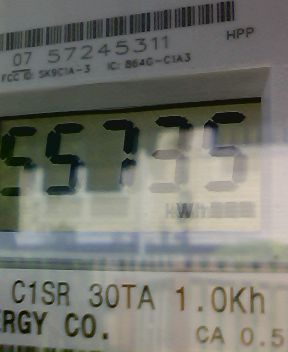 07 57245311
HPP
FCC ID: SK9C1A-3 IC: 864G-C1A3
55735
kWh
C1SR 30TA 1.0Kh
RGY CO.
CA 0.5